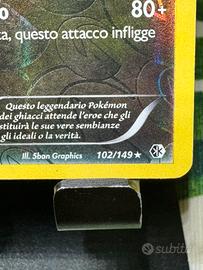 80+
ta, questo attacco infligge
Questo leggendario Pokémon
dei ghiacci attende l'eroe che gli
stituirà le sue vere sembianze
gli ideali o la verità.
Ill. 5ban Graphics 102/149★
subito